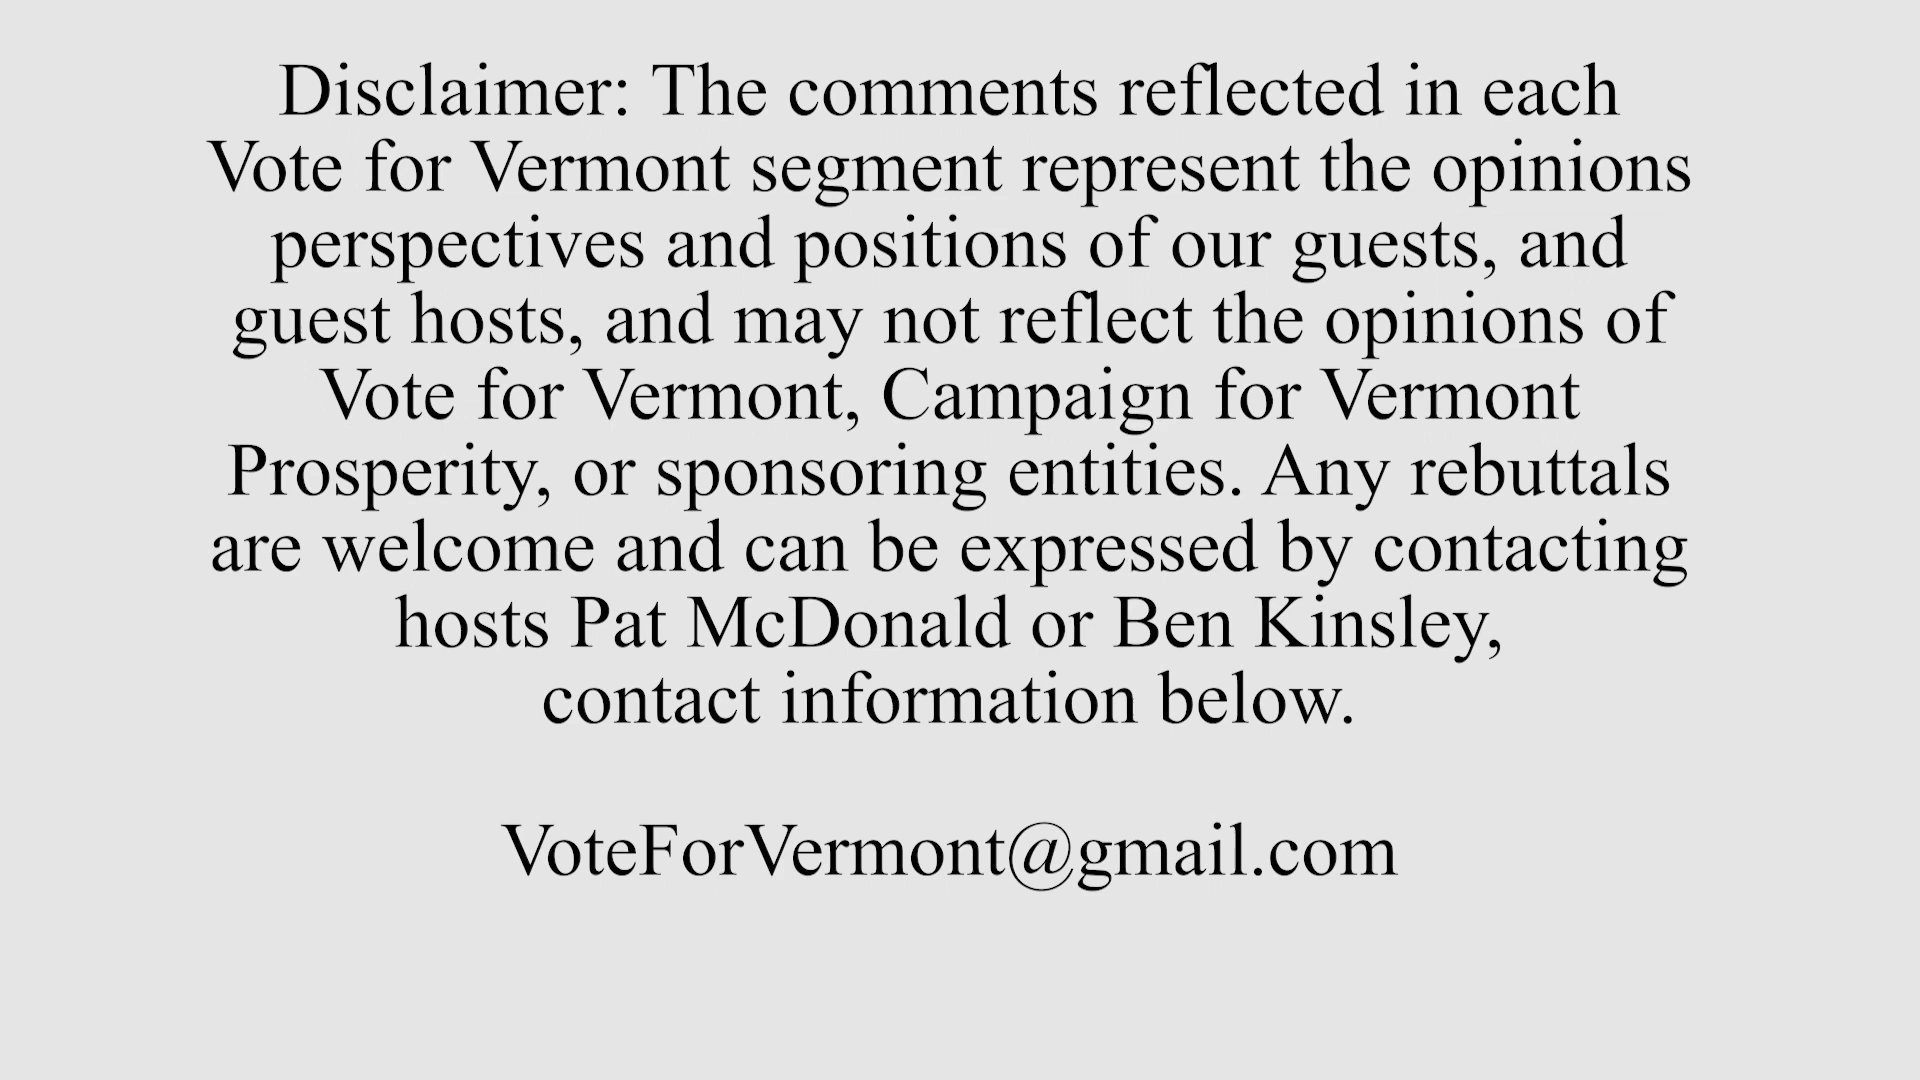 Disclaimer: The comments reflected in each
Vote for Vermont segment represent the opinions
perspectives and positions of our guests, and
guest hosts, and may not reflect the opinions of
Vote for Vermont, Campaign for Vermont
Prosperity, or sponsoring entities. Any rebuttals
are welcome and can be expressed by contacting
hosts Pat McDonald or Ben Kinsley,
contact information below.
VoteForVermont@gmail.com